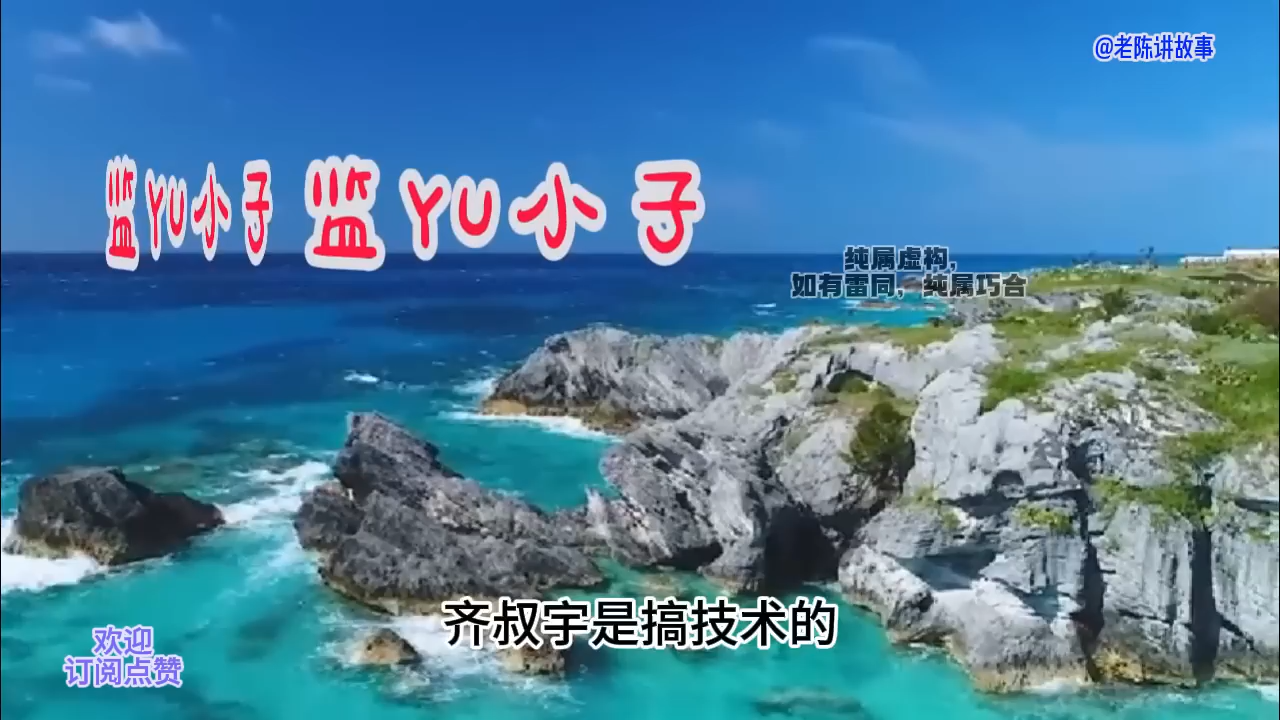 @老陈讲故事
监YU小子 监YU小子
纯属虚构,
如有雷同，纯属巧合
齐叔宇是搞技术的
欢迎
订阅点赞